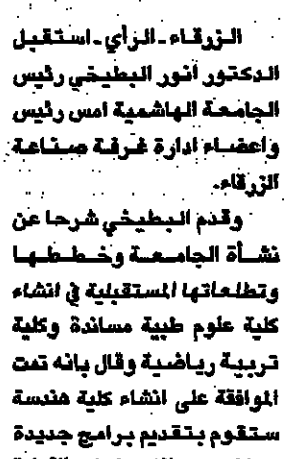 الزرقاء - الرأي - استقبل
الدكتور انور البطيخي رئيس
الجامعة الهاشمية امس رئيس
واعضاء ادارة غرفة صناعة
الزرقاء.
وقدم البطيخي شرحا عن
نشأة الجامعة وخططها
وتطلعاتها المستقبلية في انشاء
كلية علوم طبية مساندة وكلية
تربية رياضية وقال بانه تمت
الموافقة على انشاء كلية هندسة
ستقوم بتقديم برامج جديدة